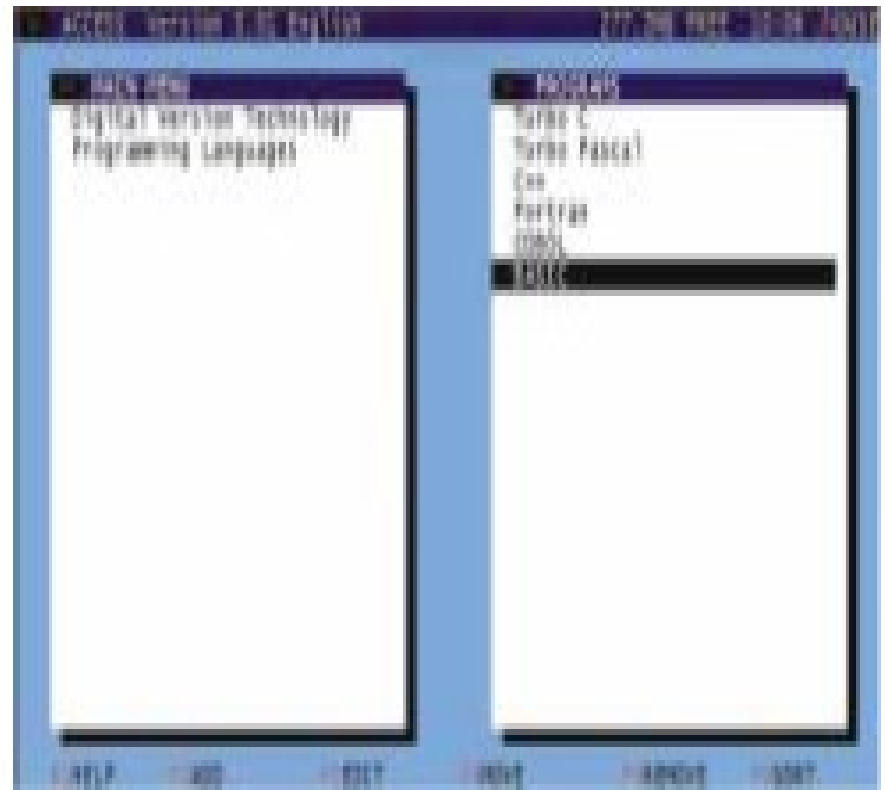 ACCESS Version English
MAIN MENU
Digital Version Technology
Programming Languages
PROGRAMS
Turbo C
Turbo Pascal
C++
Fortran
COBOL
BASIC
HELP ADD EDIT MOVE REMOVE SORT